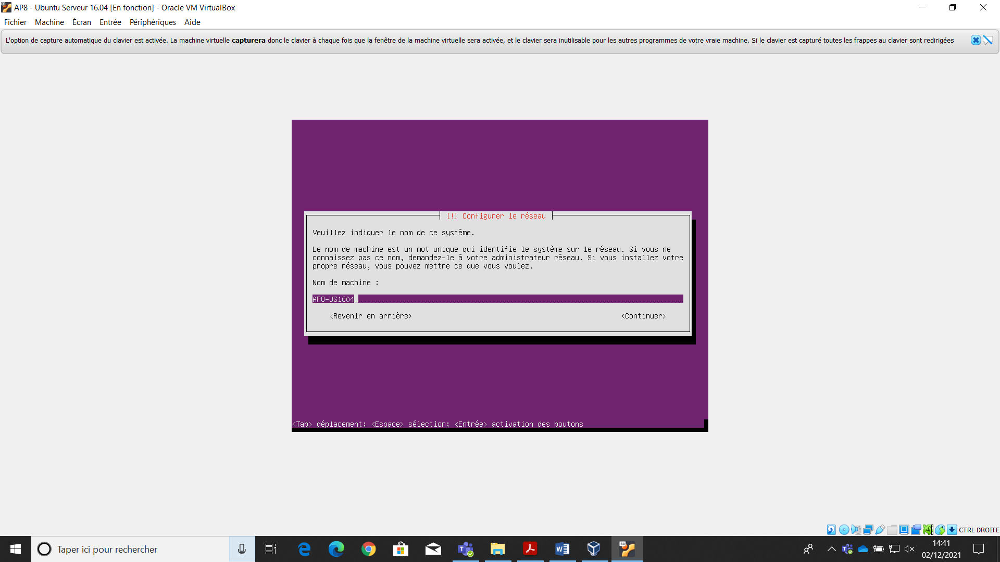 AP8 - Ubuntu Serveur 16.04 [En fonction] - Oracle VM VirtualBox
Fichier Machine Écran Entrée Périphériques Aide
L'option de capture automatique du clavier est activée. La machine virtuelle capturera donc le clavier à chaque fois que la fenêtre de la machine virtuelle sera activée, et le clavier sera inutilisable pour les autres programmes de votre vraie machine. Si le clavier est capturé toutes les frappes au clavier sont redirigées
[!] Configurer le réseau
Veuillez indiquer le nom de ce système.
Le nom de machine est un mot unique qui identifie le système sur le réseau. Si vous ne
connaissez pas ce nom, demandez-le à votre administrateur réseau. Si vous installez votre
propre réseau, vous pouvez mettre ce que vous voulez.
Nom de machine :
AP8-US1604
<Revenir en arrière> <Continuer>
<Tab> déplacement; <Espace> sélection; <Entrée> activation des boutons
CTRL DROITE
Taper ici pour rechercher
14:41
02/12/2021